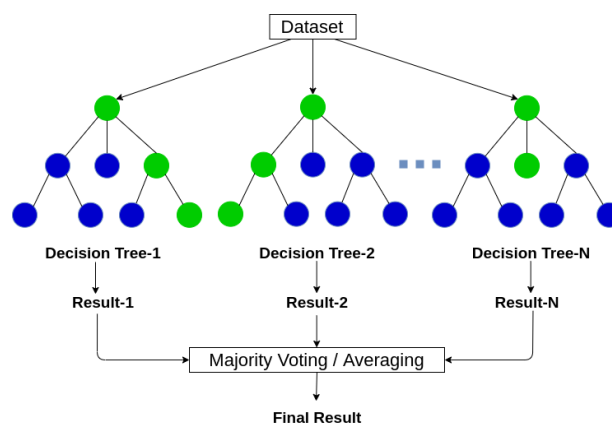 Dataset
Decision Tree-1
Decision Tree-2
Decision Tree-N
Result-1
Result-2
Result-N
Majority Voting / Averaging
Final Result